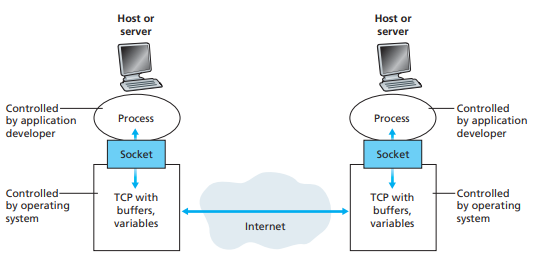 Host or
server
Host or
server
Controlled
by application
developer
Process
Process
Controlled
by application
developer
Socket
Socket
Controlled
by operating
system
TCP with
buffers,
variables
Internet
TCP with
buffers,
variables
Controlled
by operating
system